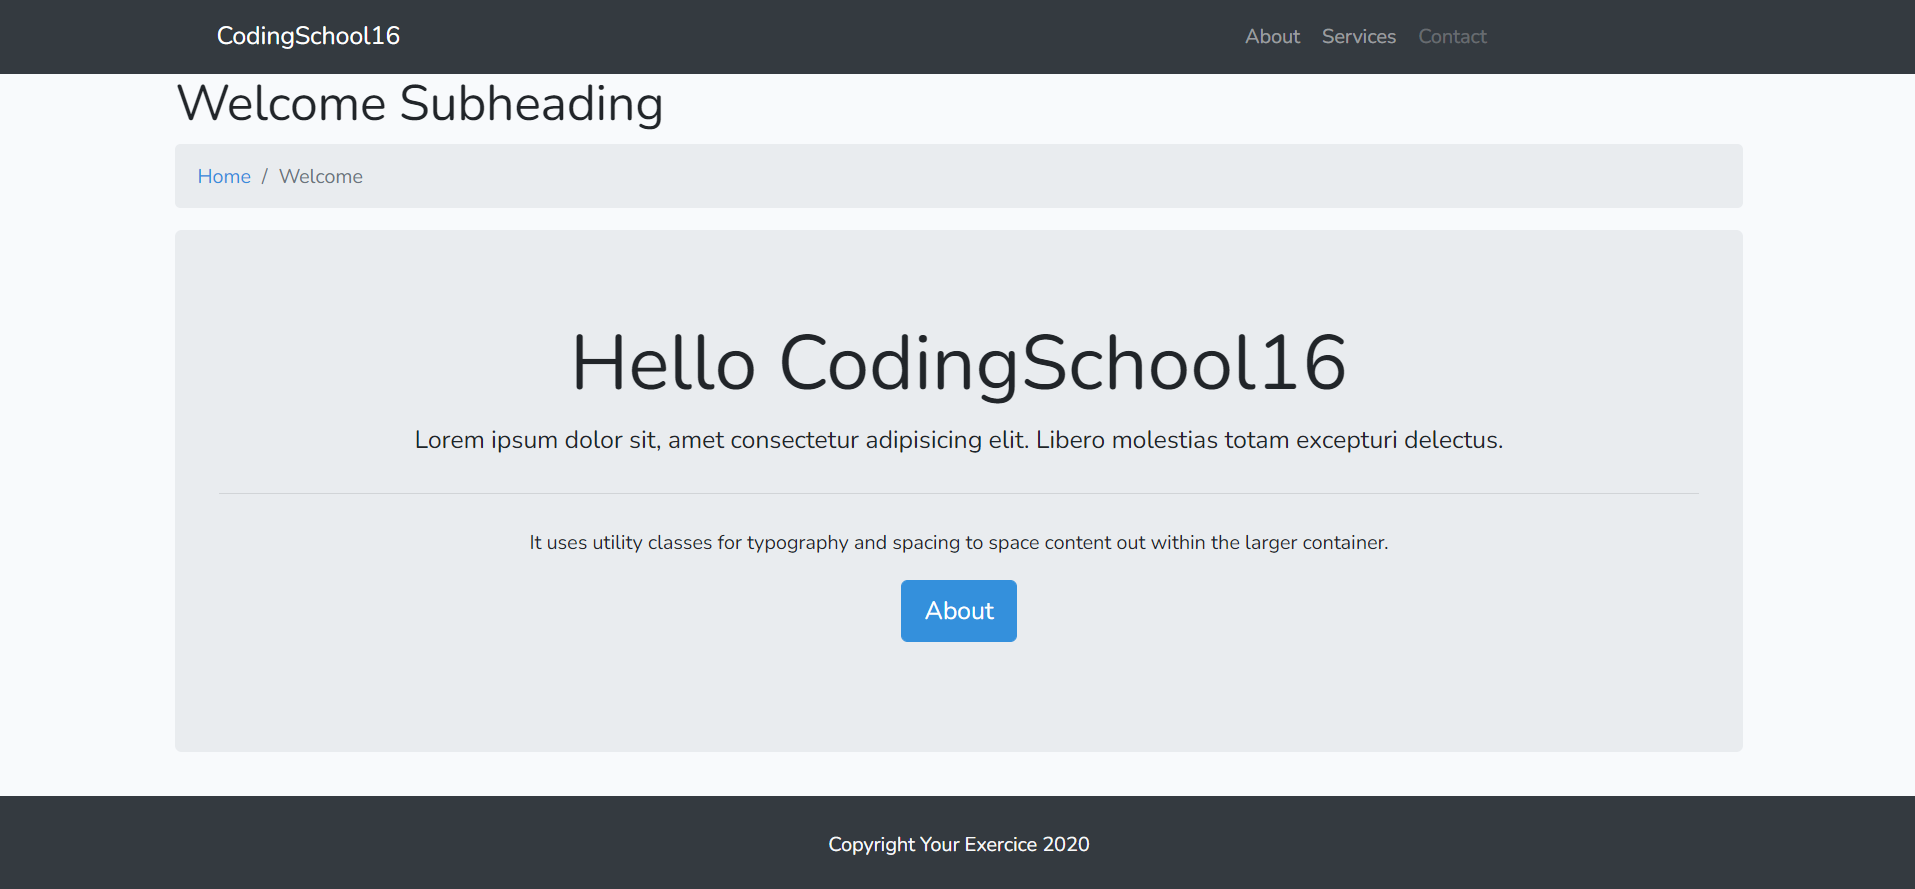 CodingSchool16 About Services Contact
Welcome Subheading
Home / Welcome
Hello CodingSchool16
Lorem ipsum dolor sit, amet consectetur adipisicing elit. Libero molestias totam excepturi delectus.
It uses utility classes for typography and spacing to space content out within the larger container.
About
Copyright Your Exercice 2020